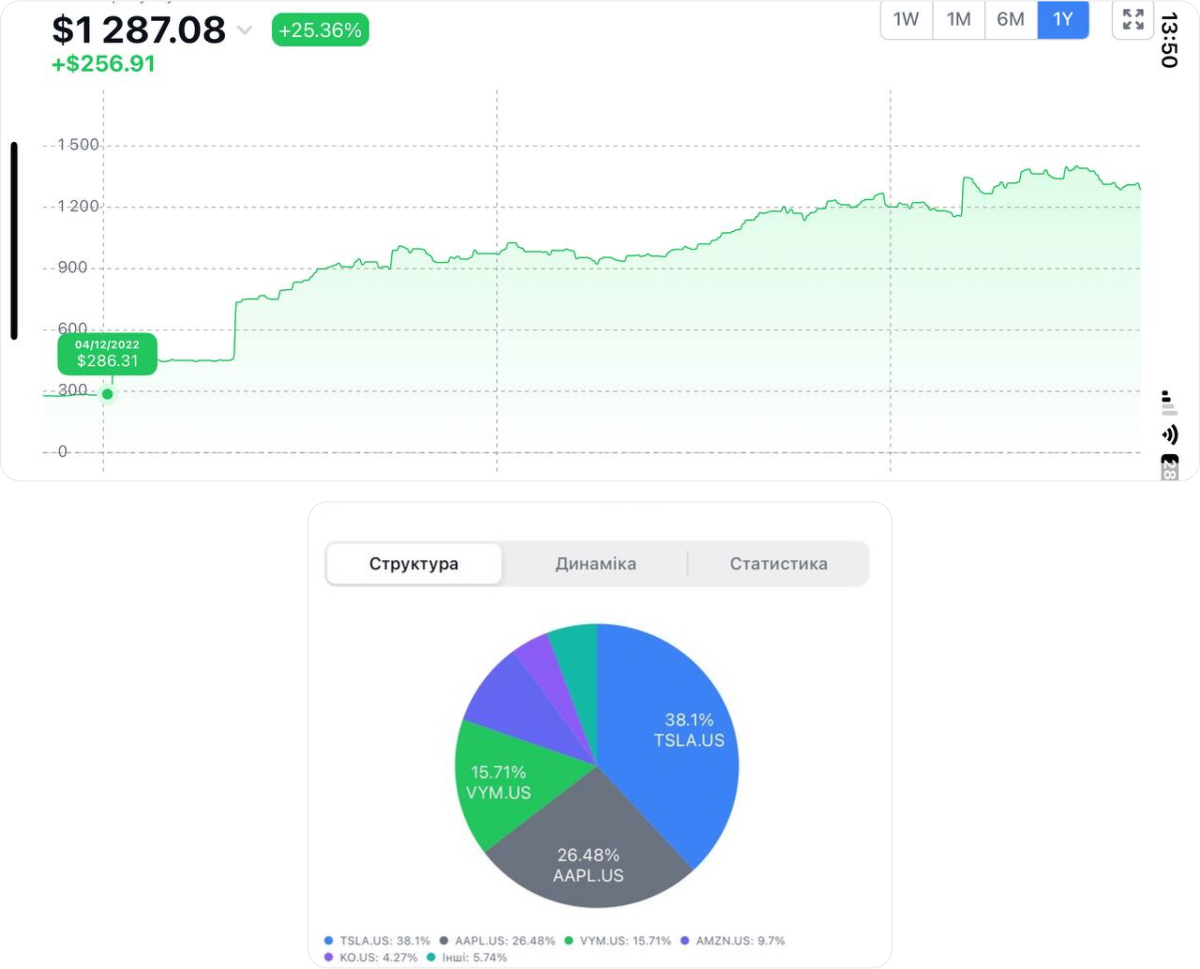 $1 287.08 +25.36%
+$256.91
1W 1M 6M 1Y
13:50
1 500
1 200
900
600
04/12/2022
$286.31
300
0
28
Структура Динаміка Статистика
38.1%
TSLA.US
15.71%
VYM.US
26.48%
AAPL.US
TSLA.US: 38.1% AAPL.US: 26.48% VYM.US: 15.71% AMZN.US: 9.7%
KO.US: 4.27% Інші: 5.74%